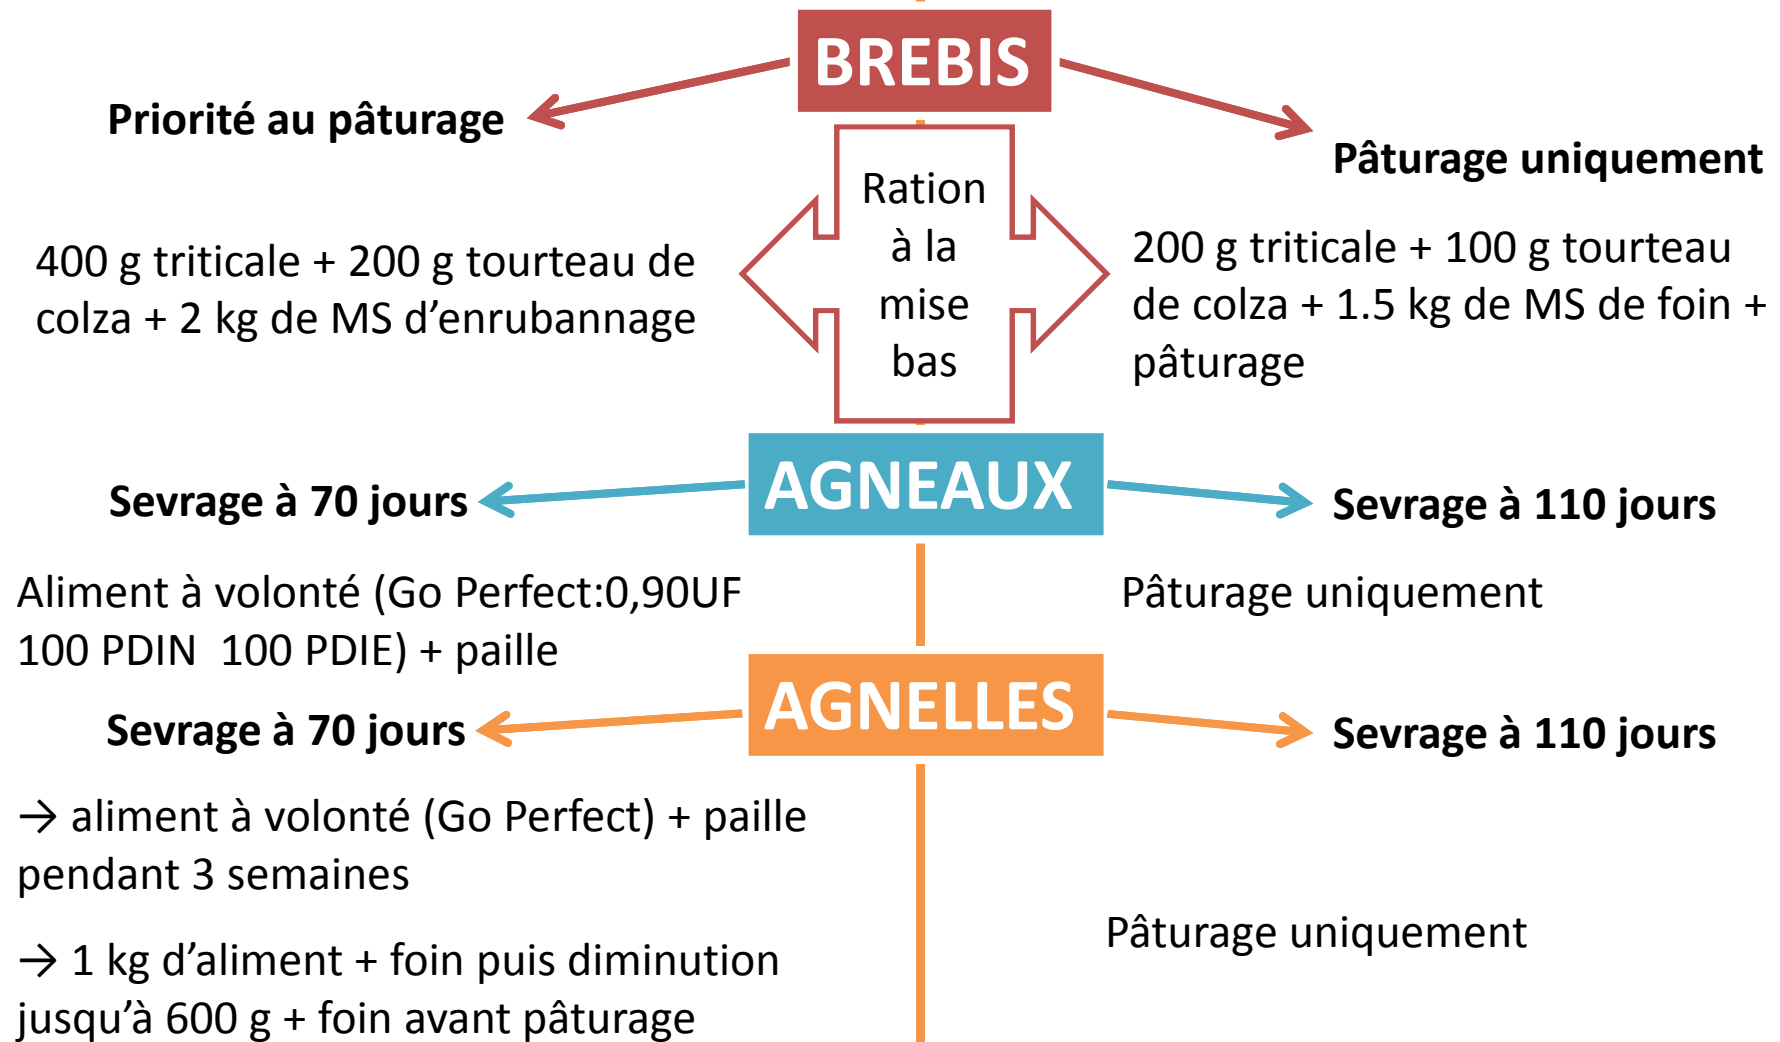 BREBIS
Priorité au pâturage
Pâturage uniquement
Ration
à la
mise
bas
400 g triticale + 200 g tourteau de
colza + 2 kg de MS d’enrubannage
200 g triticale + 100 g tourteau
de colza + 1.5 kg de MS de foin +
pâturage
AGNEAUX
Sevrage à 70 jours
Sevrage à 110 jours
Aliment à volonté (Go Perfect:0,90UF
100 PDIN  100 PDIE) + paille
Pâturage uniquement
AGNELLES
Sevrage à 70 jours
Sevrage à 110 jours
→ aliment à volonté (Go Perfect) + paille
pendant 3 semaines
→ 1 kg d’aliment + foin puis diminution
jusqu’à 600 g + foin avant pâturage
Pâturage uniquement